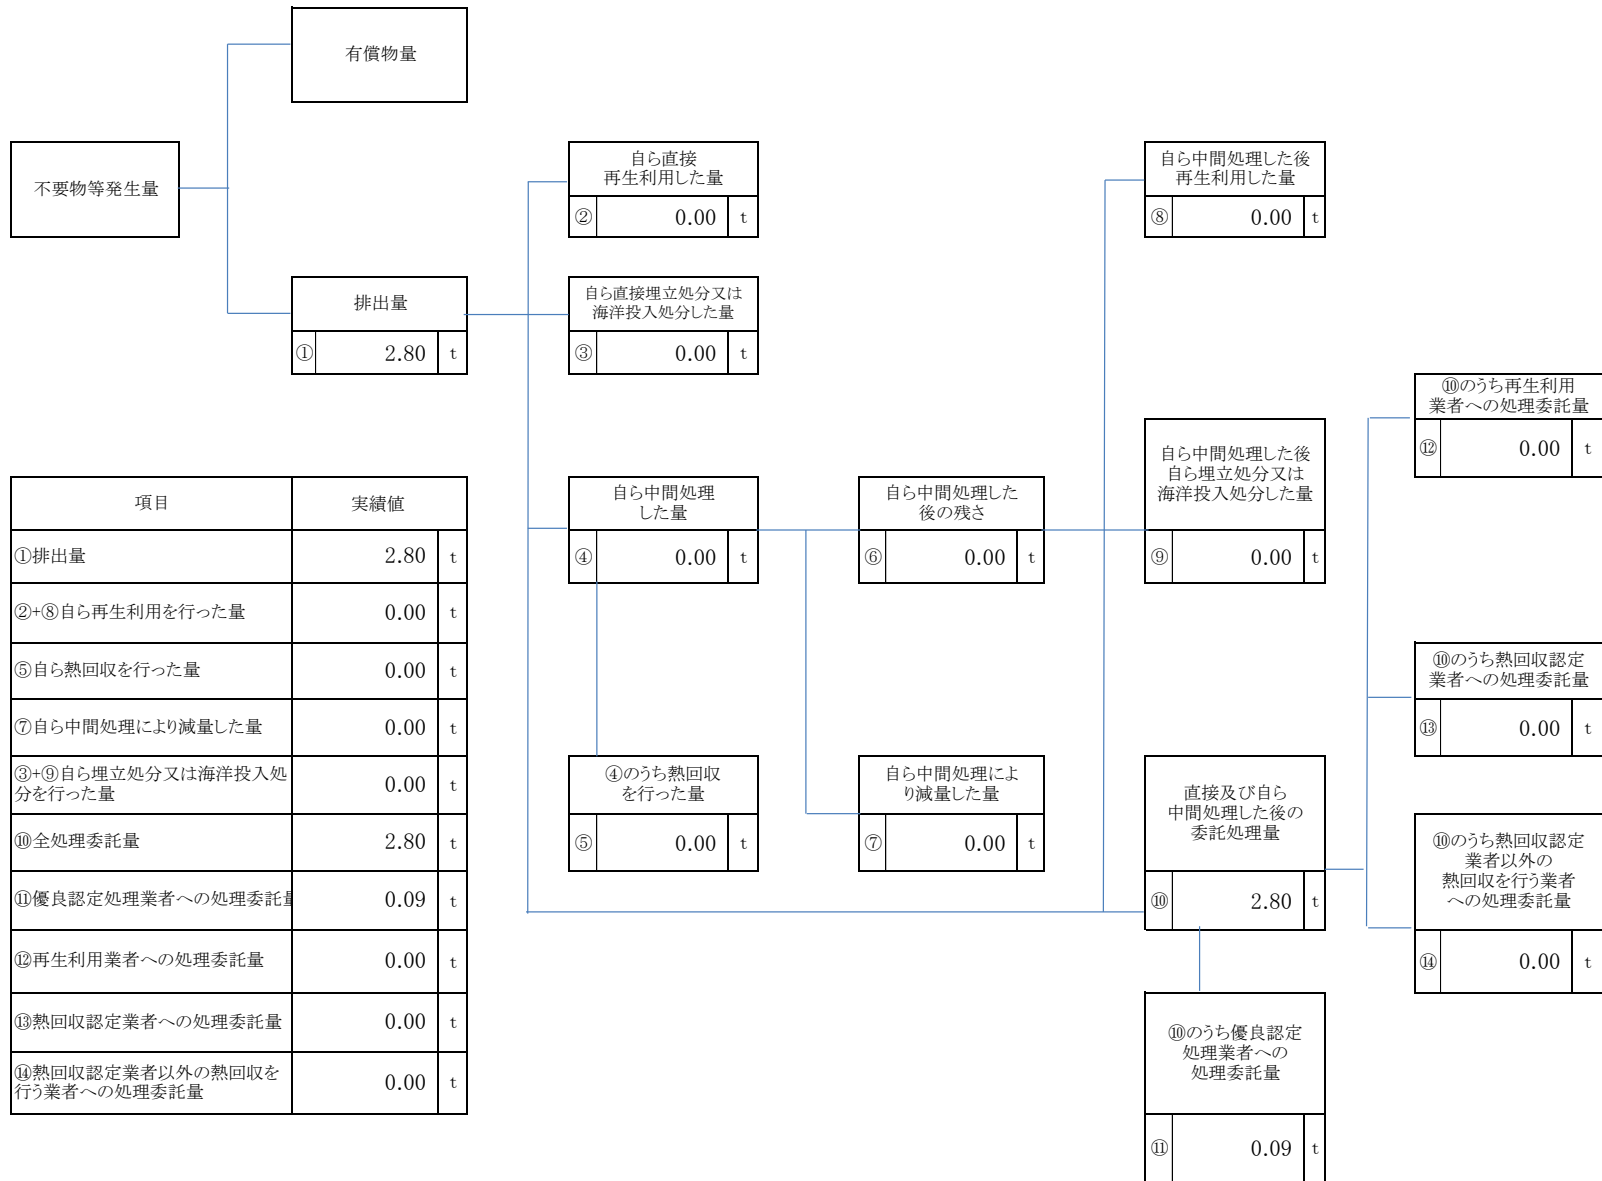 有償物量
不要物等発生量
自ら直接
再生利用した量
② 0.00 t
自ら中間処理した後
再生利用した量
⑧ 0.00 t
排出量
① 2.80 t
自ら直接埋立処分又は
海洋投入処分した量
③ 0.00 t
⑩のうち再生利用
業者への処理委託量
⑫ 0.00 t
自ら中間処理した後
自ら埋立処分又は
海洋投入処分した量
⑨ 0.00 t
自ら中間処理
した量
④ 0.00 t
自ら中間処理した
後の残さ
⑥ 0.00 t
項目 実績値
①排出量 2.80 t
②+⑧自ら再生利用を行った量 0.00 t
⑤自ら熱回収を行った量 0.00 t
⑦自ら中間処理により減量した量 0.00 t
③+⑨自ら埋立処分又は海洋投入処
分を行った量 0.00 t
⑩全処理委託量 2.80 t
⑪優良認定処理業者への処理委託量 0.09 t
⑫再生利用業者への処理委託量 0.00 t
⑬熱回収認定業者への処理委託量 0.00 t
⑭熱回収認定業者以外の熱回収を
行う業者への処理委託量 0.00 t
⑩のうち熱回収認定
業者への処理委託量
⑬ 0.00 t
④のうち熱回収
を行った量
⑤ 0.00 t
自ら中間処理によ
り減量した量
⑦ 0.00 t
直接及び自ら
中間処理した後の
委託処理量
⑩ 2.80 t
⑩のうち熱回収認定
業者以外の
熱回収を行う業者
への処理委託量
⑭ 0.00 t
⑩のうち優良認定
処理業者への
処理委託量
⑪ 0.09 t